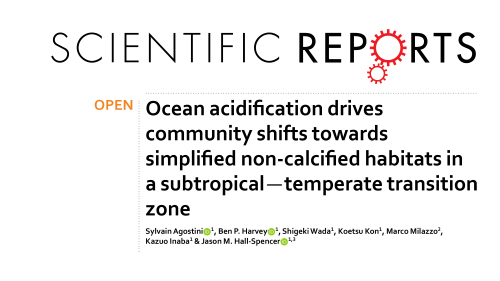 SCIENTIFIC REPORTS
OPEN
Ocean acidification drives
community shifts towards
simplified non-calcified habitats in
a subtropical—temperate transition
zone
Sylvain Agostini1, Ben P. Harvey1, Shigeki Wada1, Koetsu Kon1, Marco Milazzo2,
Kazuo Inaba1 & Jason M. Hall-Spencer1,3